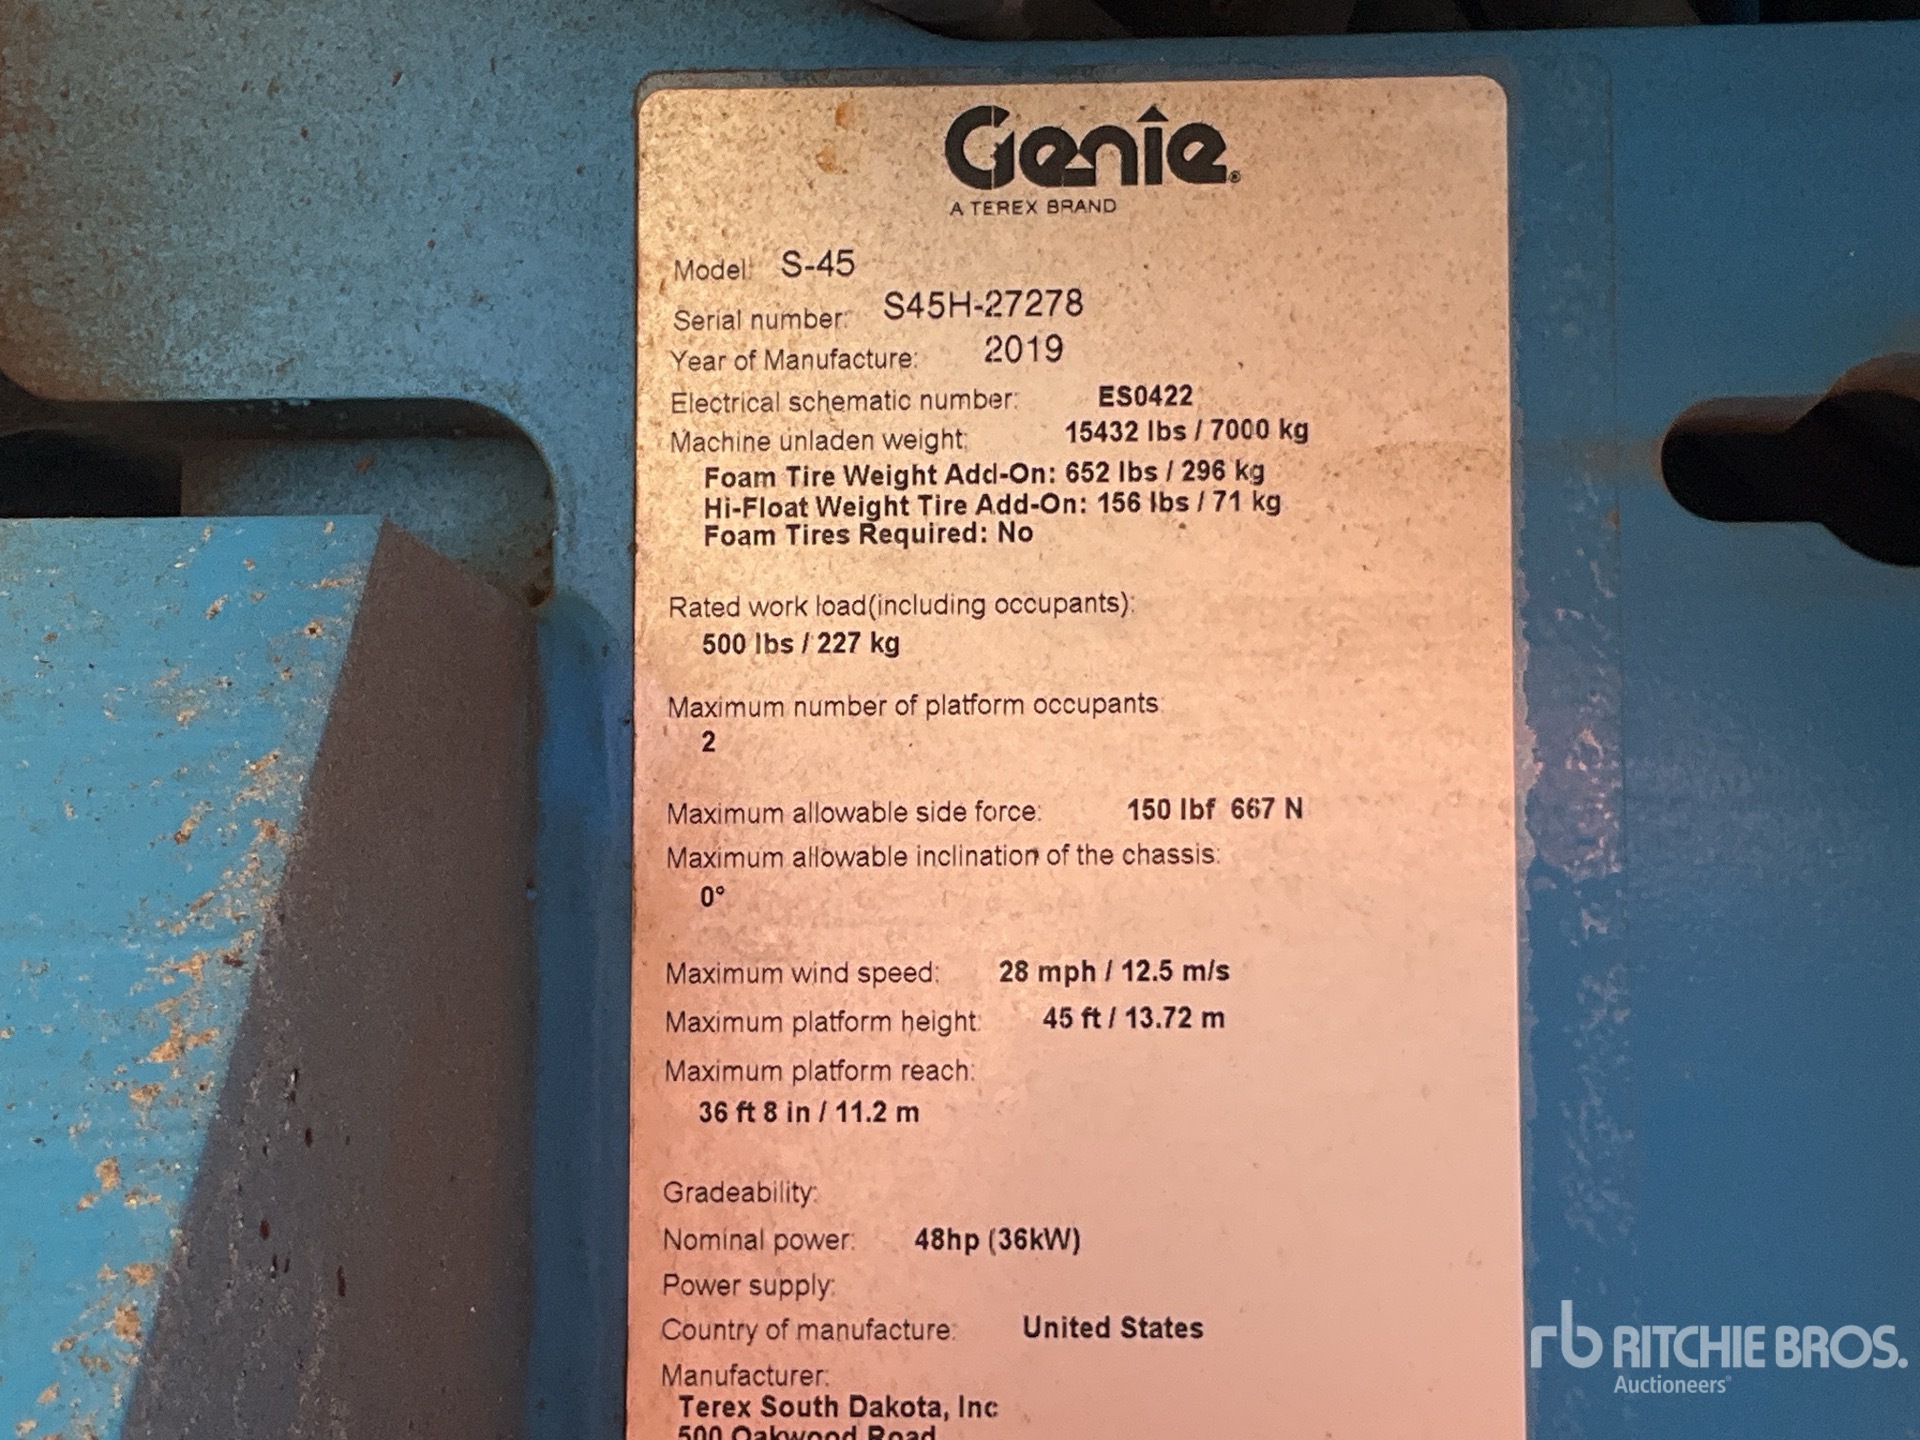 Genie®
A TEREX BRAND
Model: S-45
Serial number: S45H-27278
Year of Manufacture: 2019
Electrical schematic number: ES0422
Machine unladen weight: 15432 lbs / 7000 kg
Foam Tire Weight Add-On: 652 lbs / 296 kg
Hi-Float Weight Tire Add-On: 156 lbs / 71 kg
Foam Tires Required: No
Rated work load(including occupants):
500 lbs / 227 kg
Maximum number of platform occupants:
2
Maximum allowable side force: 150 lbf 667 N
Maximum allowable inclination of the chassis:
0°
Maximum wind speed: 28 mph / 12.5 m/s
Maximum platform height: 45 ft / 13.72 m
Maximum platform reach:
36 ft 8 in / 11.2 m
Gradeability:
Nominal power: 48hp (36kW)
Power supply:
Country of manufacture: United States
Manufacturer:
Terex South Dakota, Inc
500 Oakwood Road
rb RITCHIE BROS.
Auctioneers®